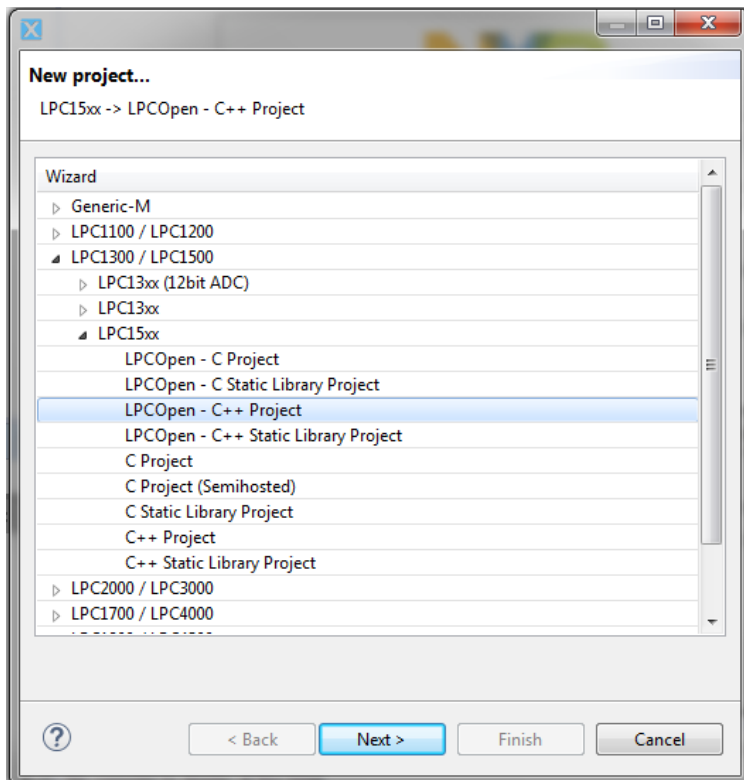 New project...
LPC15xx -> LPCOpen - C++ Project
Wizard
Generic-M
LPC1100 / LPC1200
LPC1300 / LPC1500
LPC13xx (12bit ADC)
LPC13xx
LPC15xx
LPCOpen - C Project
LPCOpen - C Static Library Project
LPCOpen - C++ Project
LPCOpen - C++ Static Library Project
C Project
C Project (Semihosted)
C Static Library Project
C++ Project
C++ Static Library Project
LPC2000 / LPC3000
LPC1700 / LPC4000
? < Back Next > Finish Cancel